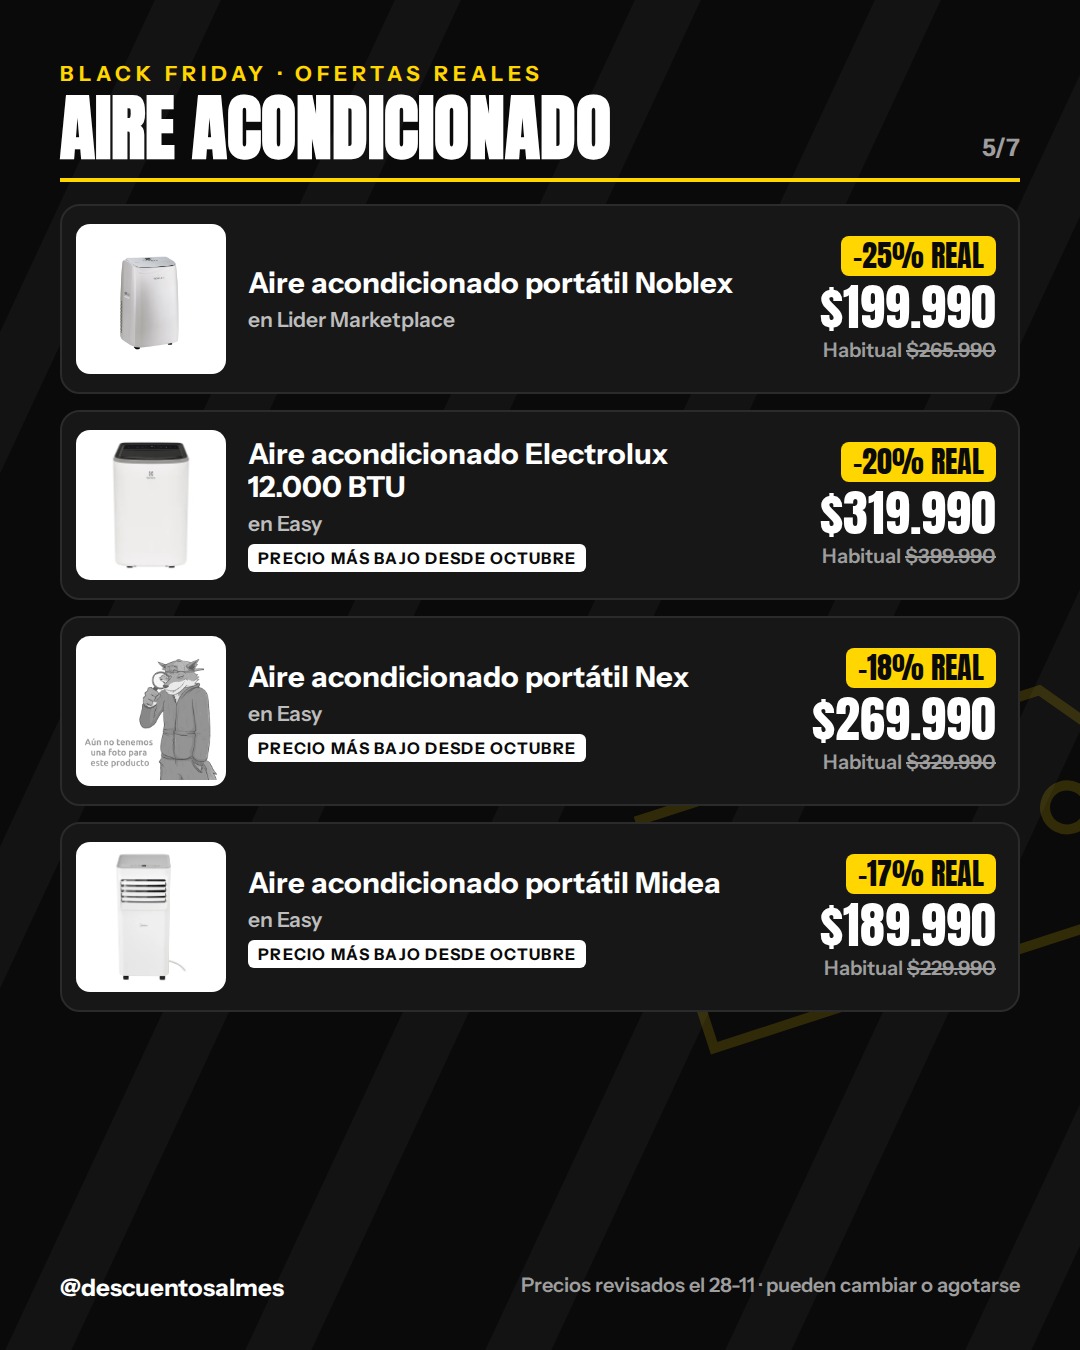 BLACK FRIDAY · OFERTAS REALES
AIRE ACONDICIONADO
5/7
Aire acondicionado portátil Noblex
en Lider Marketplace
-25% REAL
$199.990
Habitual $265.990
Aire acondicionado Electrolux
12.000 BTU
en Easy
PRECIO MÁS BAJO DESDE OCTUBRE
-20% REAL
$319.990
Habitual $399.990
Aún no tenemos
una foto para
este producto
Aire acondicionado portátil Nex
en Easy
PRECIO MÁS BAJO DESDE OCTUBRE
-18% REAL
$269.990
Habitual $329.990
Aire acondicionado portátil Midea
en Easy
PRECIO MÁS BAJO DESDE OCTUBRE
-17% REAL
$189.990
Habitual $229.990
@descuentosalmes
Precios revisados el 28-11 · pueden cambiar o agotarse